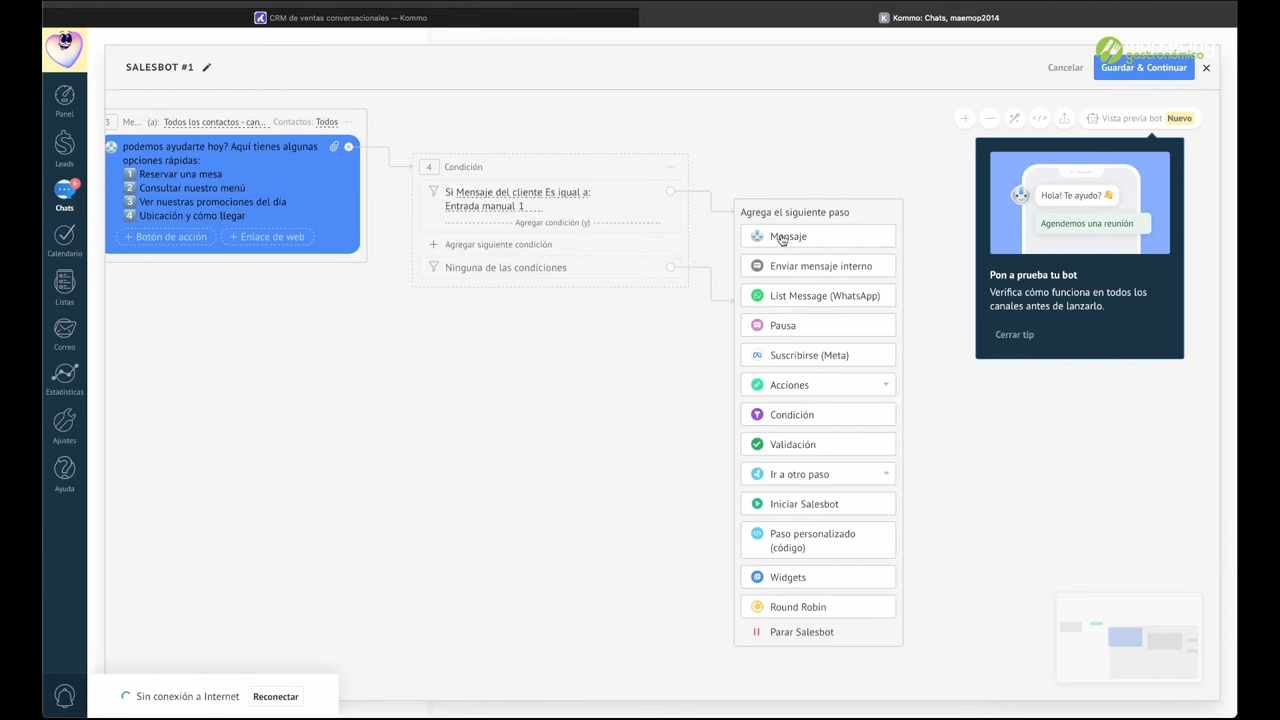 CRM de ventas conversacionales — Kommo
Kommo: Chats, maemop2014
gastronómico
SALESBOT #1
Cancelar
Guardar & Continuar
Panel
Leads
6
Chats
Calendario
Listas
Correo
Estadísticas
Ajustes
Ayuda
3 Me... (a): Todos los contactos - can... Contactos: Todos
podemos ayudarte hoy? Aquí tienes algunas
opciones rápidas:
1 Reservar una mesa
2 Consultar nuestro menú
3 Ver nuestras promociones del día
4 Ubicación y cómo llegar
+ Botón de acción
+ Enlace de web
4 Condición
Si Mensaje del cliente Es igual a:
Entrada manual 1
Agregar condición (y)
+ Agregar siguiente condición
Ninguna de las condiciones
Agrega el siguiente paso
Mensaje
Enviar mensaje interno
List Message (WhatsApp)
Pausa
Suscribirse (Meta)
Acciones
Condición
Validación
Ir a otro paso
Iniciar Salesbot
Paso personalizado
(código)
Widgets
Round Robin
Parar Salesbot
Vista previa bot Nuevo
Hola! Te ayudo? 👋
Agendemos una reunión
Pon a prueba tu bot
Verifica cómo funciona en todos los
canales antes de lanzarlo.
Cerrar tip
Sin conexión a Internet Reconectar